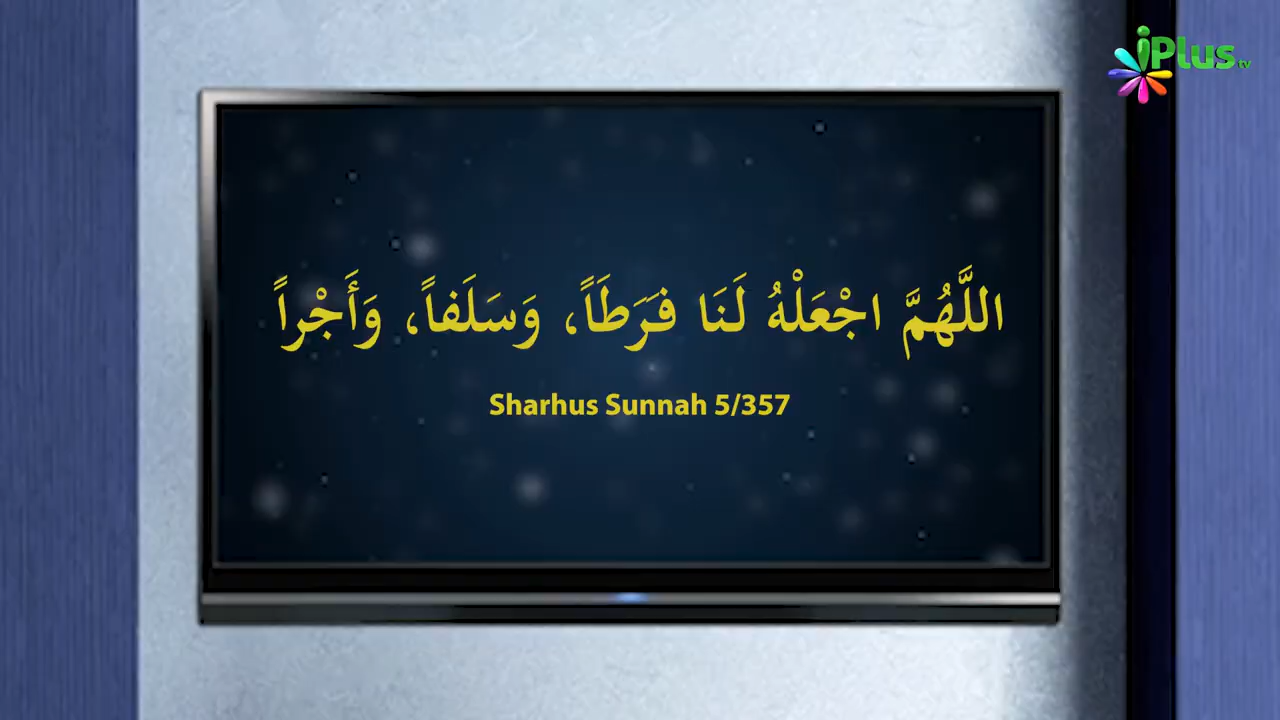 iPlus tv
اللَّهُمَّ اجْعَلْهُ لَنَا فَرَطَاً، وَسَلَفاً، وَأَجْراً
Sharhus Sunnah 5/357